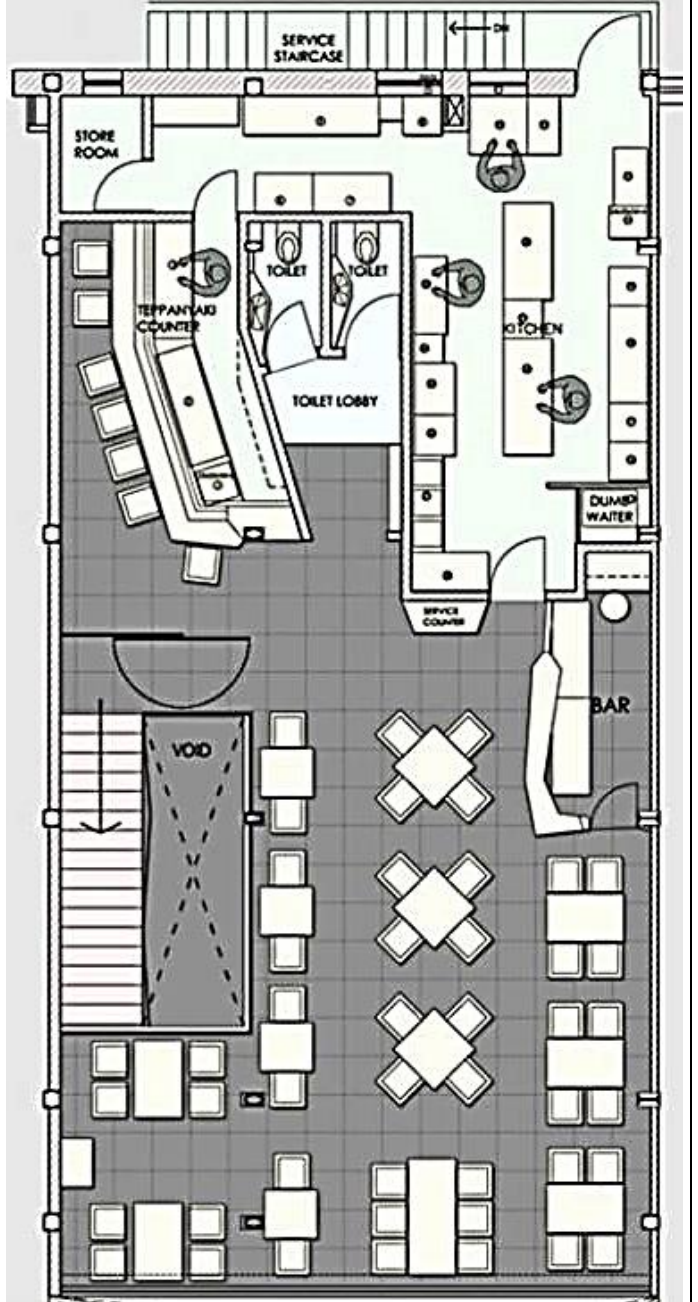 SERVICE
STAIRCASE
DN
STORE
ROOM
TOILET
TOILET
TEPPANYAKI
COUNTER
KITCHEN
TOILET LOBBY
DUMB
WAITER
SERVICE
COUNTER
BAR
VOID